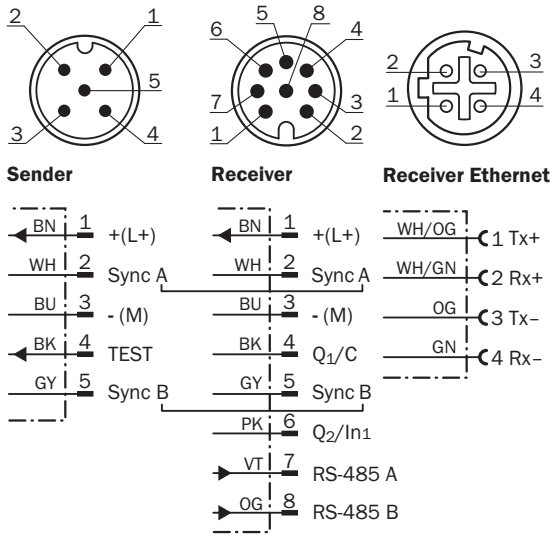 2 1
5
3 4
5 8
6 4
7 3
1 2
2 3
1 4
Sender
BN 1 +(L+)
WH 2 Sync A
BU 3 - (M)
BK 4 TEST
GY 5 Sync B
Receiver
BN 1 +(L+)
WH 2 Sync A
BU 3 - (M)
BK 4 Q1/C
GY 5 Sync B
PK 6 Q2/In1
VT 7 RS-485 A
OG 8 RS-485 B
Receiver Ethernet
WH/OG 1 Tx+
WH/GN 2 Rx+
OG 3 Tx–
GN 4 Rx–